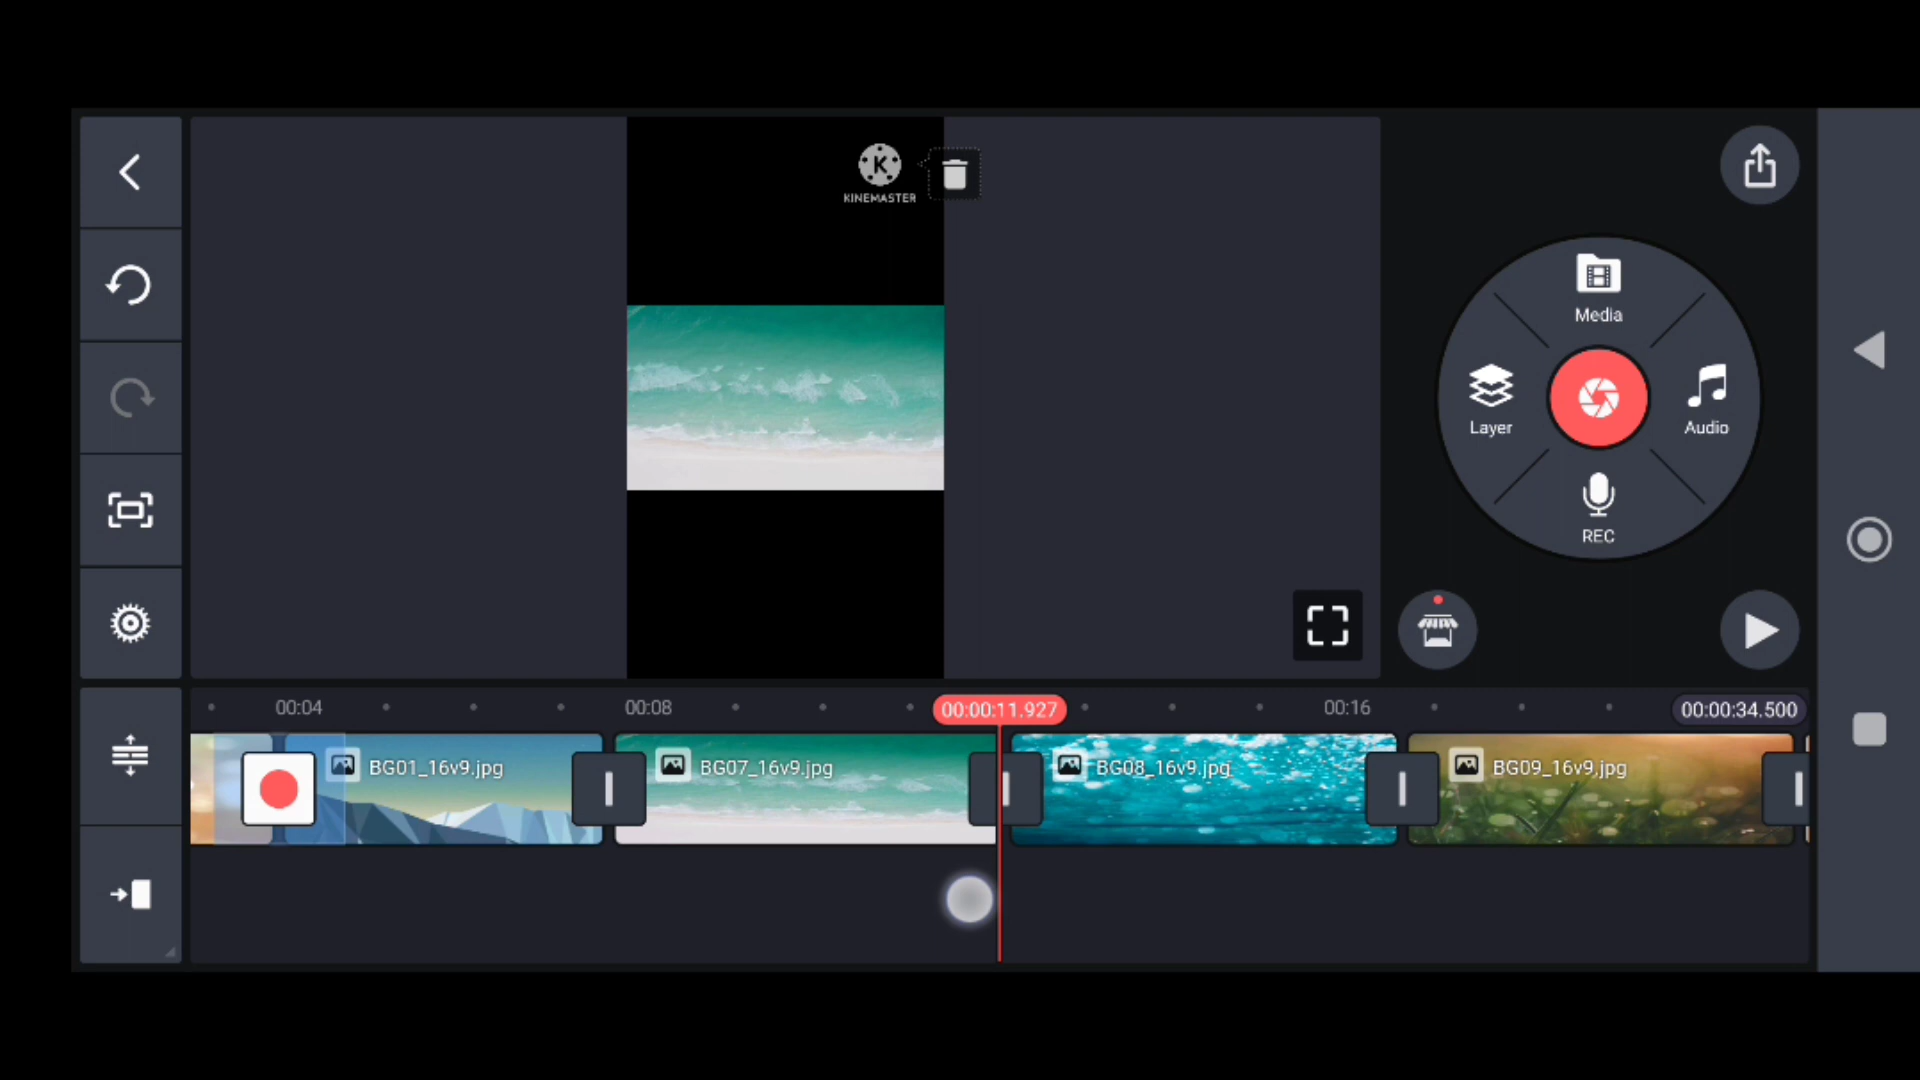 KINEMASTER
Media
Layer
Audio
REC
00:04
00:08
00:00:11.927
00:16
00:00:34.500
BG01_16v9.jpg
BG07_16v9.jpg
BG08_16v9.jpg
BG09_16v9.jpg